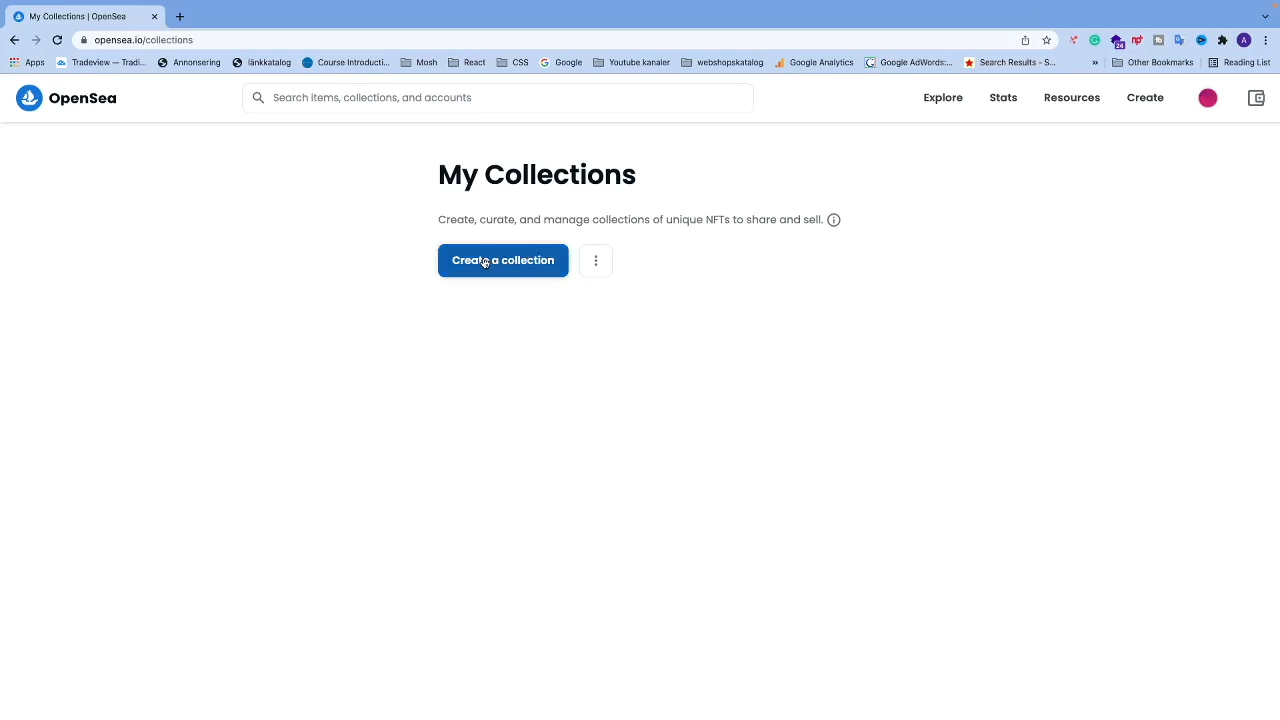 My Collections | OpenSea
opensea.io/collections
24
A
Apps
Tradeview – Tradi...
Annonsering
länkkatalog
Course Introducti...
Mosh
React
CSS
Google
Youtube kanaler
webshopskatalog
Google Analytics
Google AdWords:...
Search Results - S...
»
Other Bookmarks
Reading List
OpenSea
Search items, collections, and accounts
Explore
Stats
Resources
Create
My Collections
Create, curate, and manage collections of unique NFTs to share and sell.
Create a collection